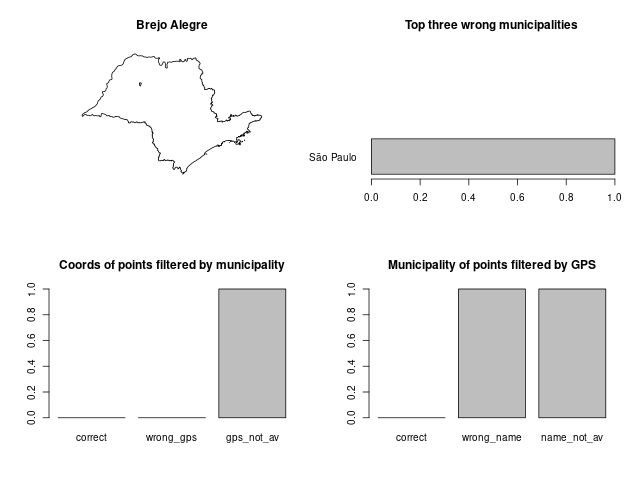 Brejo Alegre
Top three wrong municipalities
São Paulo
0.0 0.2 0.4 0.6 0.8 1.0
Coords of points filtered by municipality
0.0 0.2 0.4 0.6 0.8 1.0
correct wrong_gps gps_not_av
Municipality of points filtered by GPS
0.0 0.2 0.4 0.6 0.8 1.0
correct wrong_name name_not_av